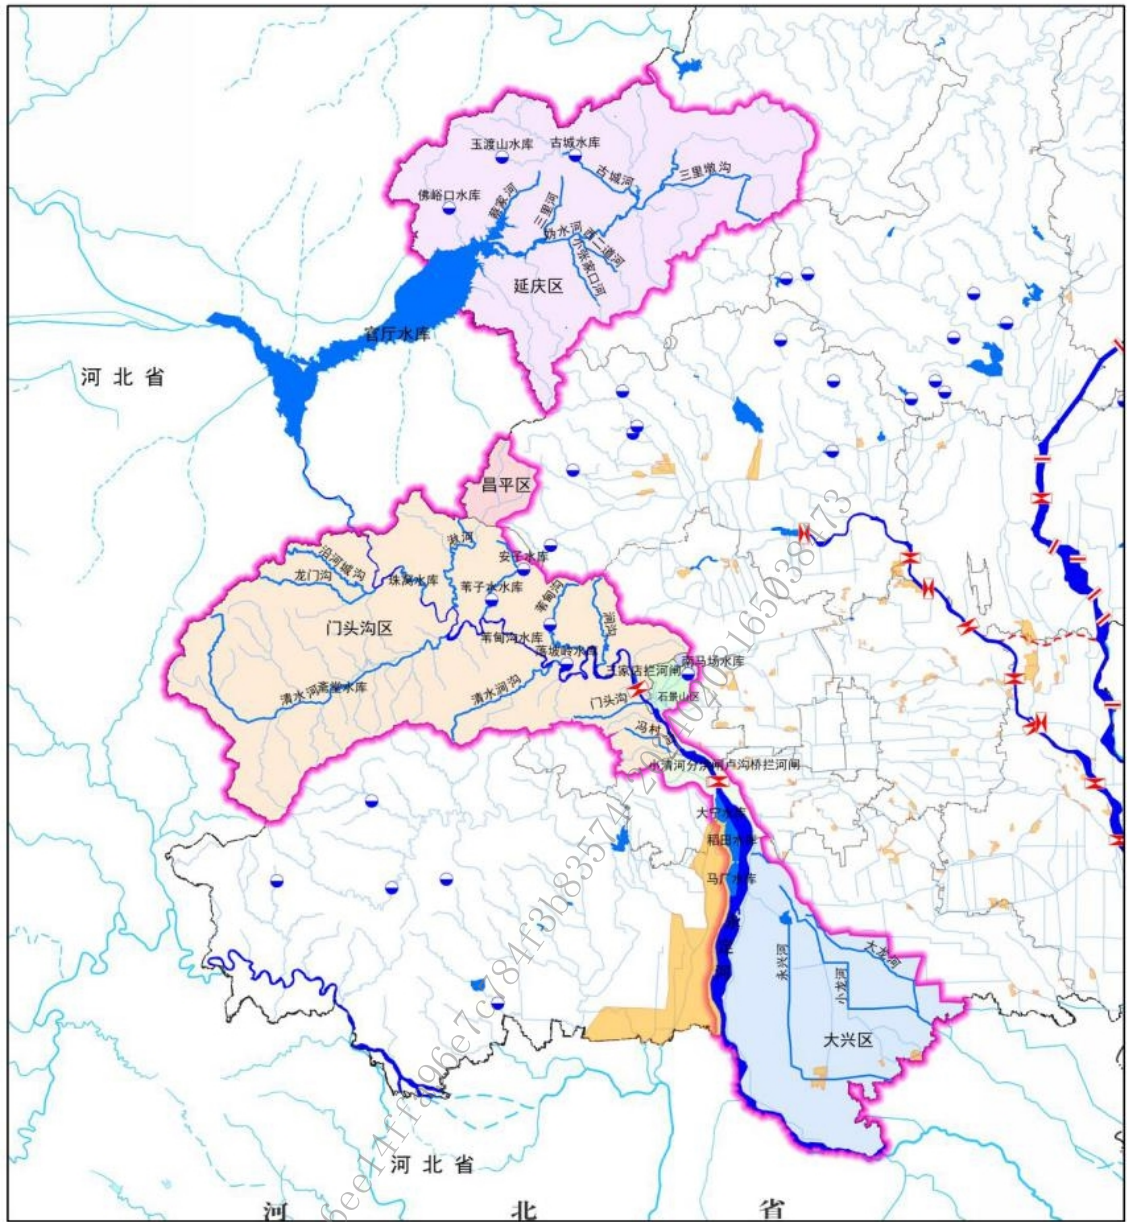 玉渡山水库
古城水库
古城河
三里墩沟
佛峪口水库
蔡家河
三里河
妫水河
西二道河
小张家口河
延庆区
官厅水库
河北省
昌平区
湫河
沿河城沟
安子水库
龙门沟
珠窝水库
苇子水水库
苇甸沟
门头沟区
涧沟
苇甸沟水库
落坡岭水库
南马场水库
三家店拦河闸
清水河
斋堂水库
清水涧沟
门头沟
石景山区
冯村沟
小清河分洪闸
卢沟桥拦河闸
大宁水库
稻田水库
马厂水库
永兴河
大龙河
小龙河
大兴区
河北省
河北省